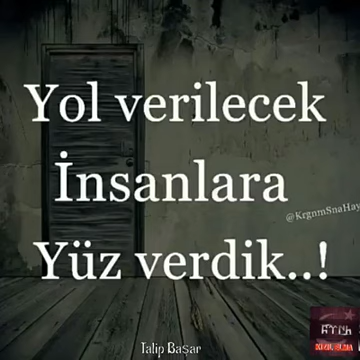 Yol verilecek
İnsanlara
@KrgnmSnaHay
Yüz verdik..!
Talip Başar